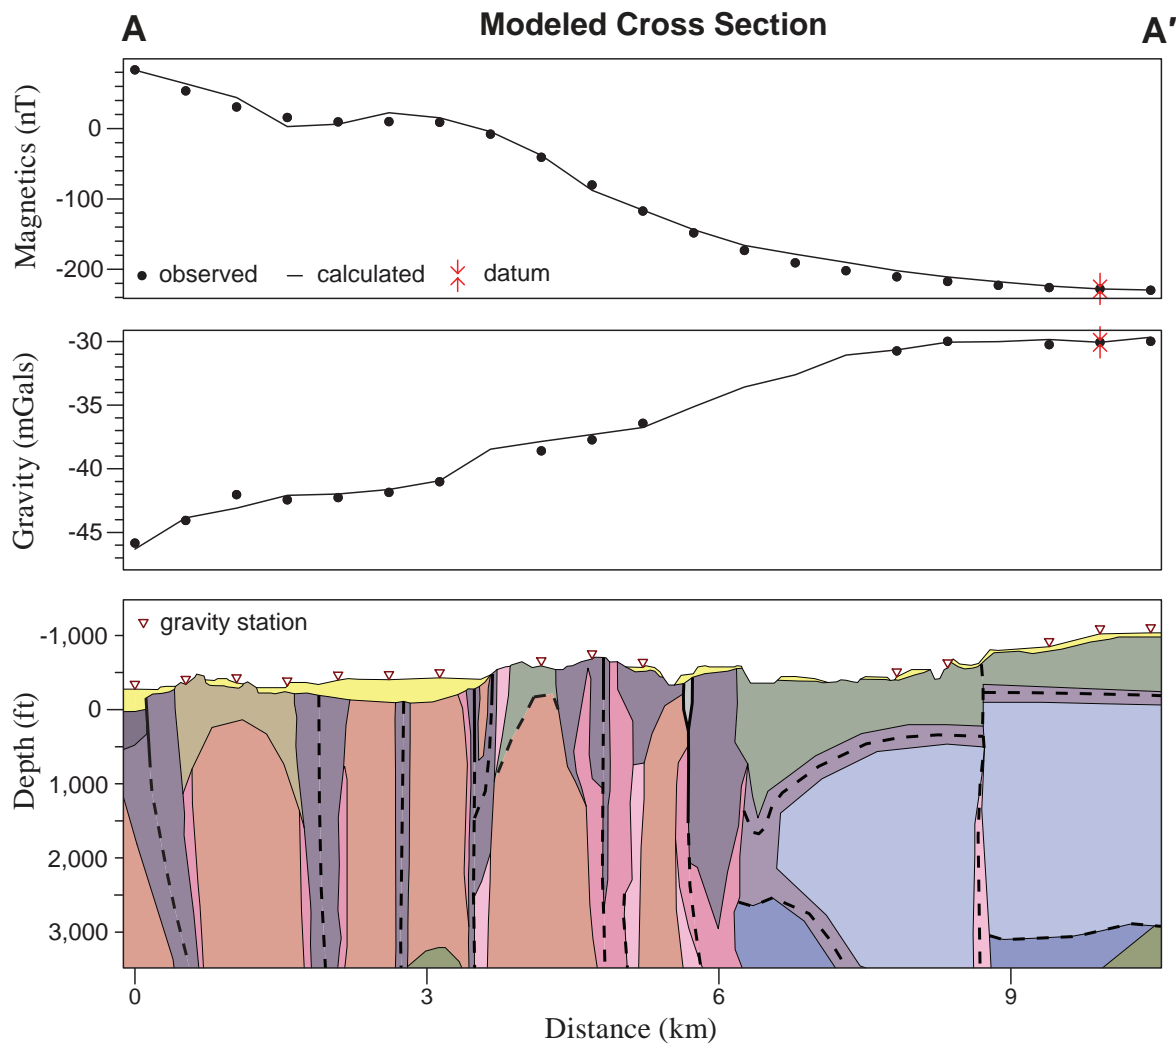 A Modeled Cross Section A′
Magnetics (nT)
0
-100
-200
observed calculated datum
Gravity (mGals)
-30
-35
-40
-45
gravity station
Depth (ft)
-1,000
0
1,000
2,000
3,000
0 3 6 9
Distance (km)